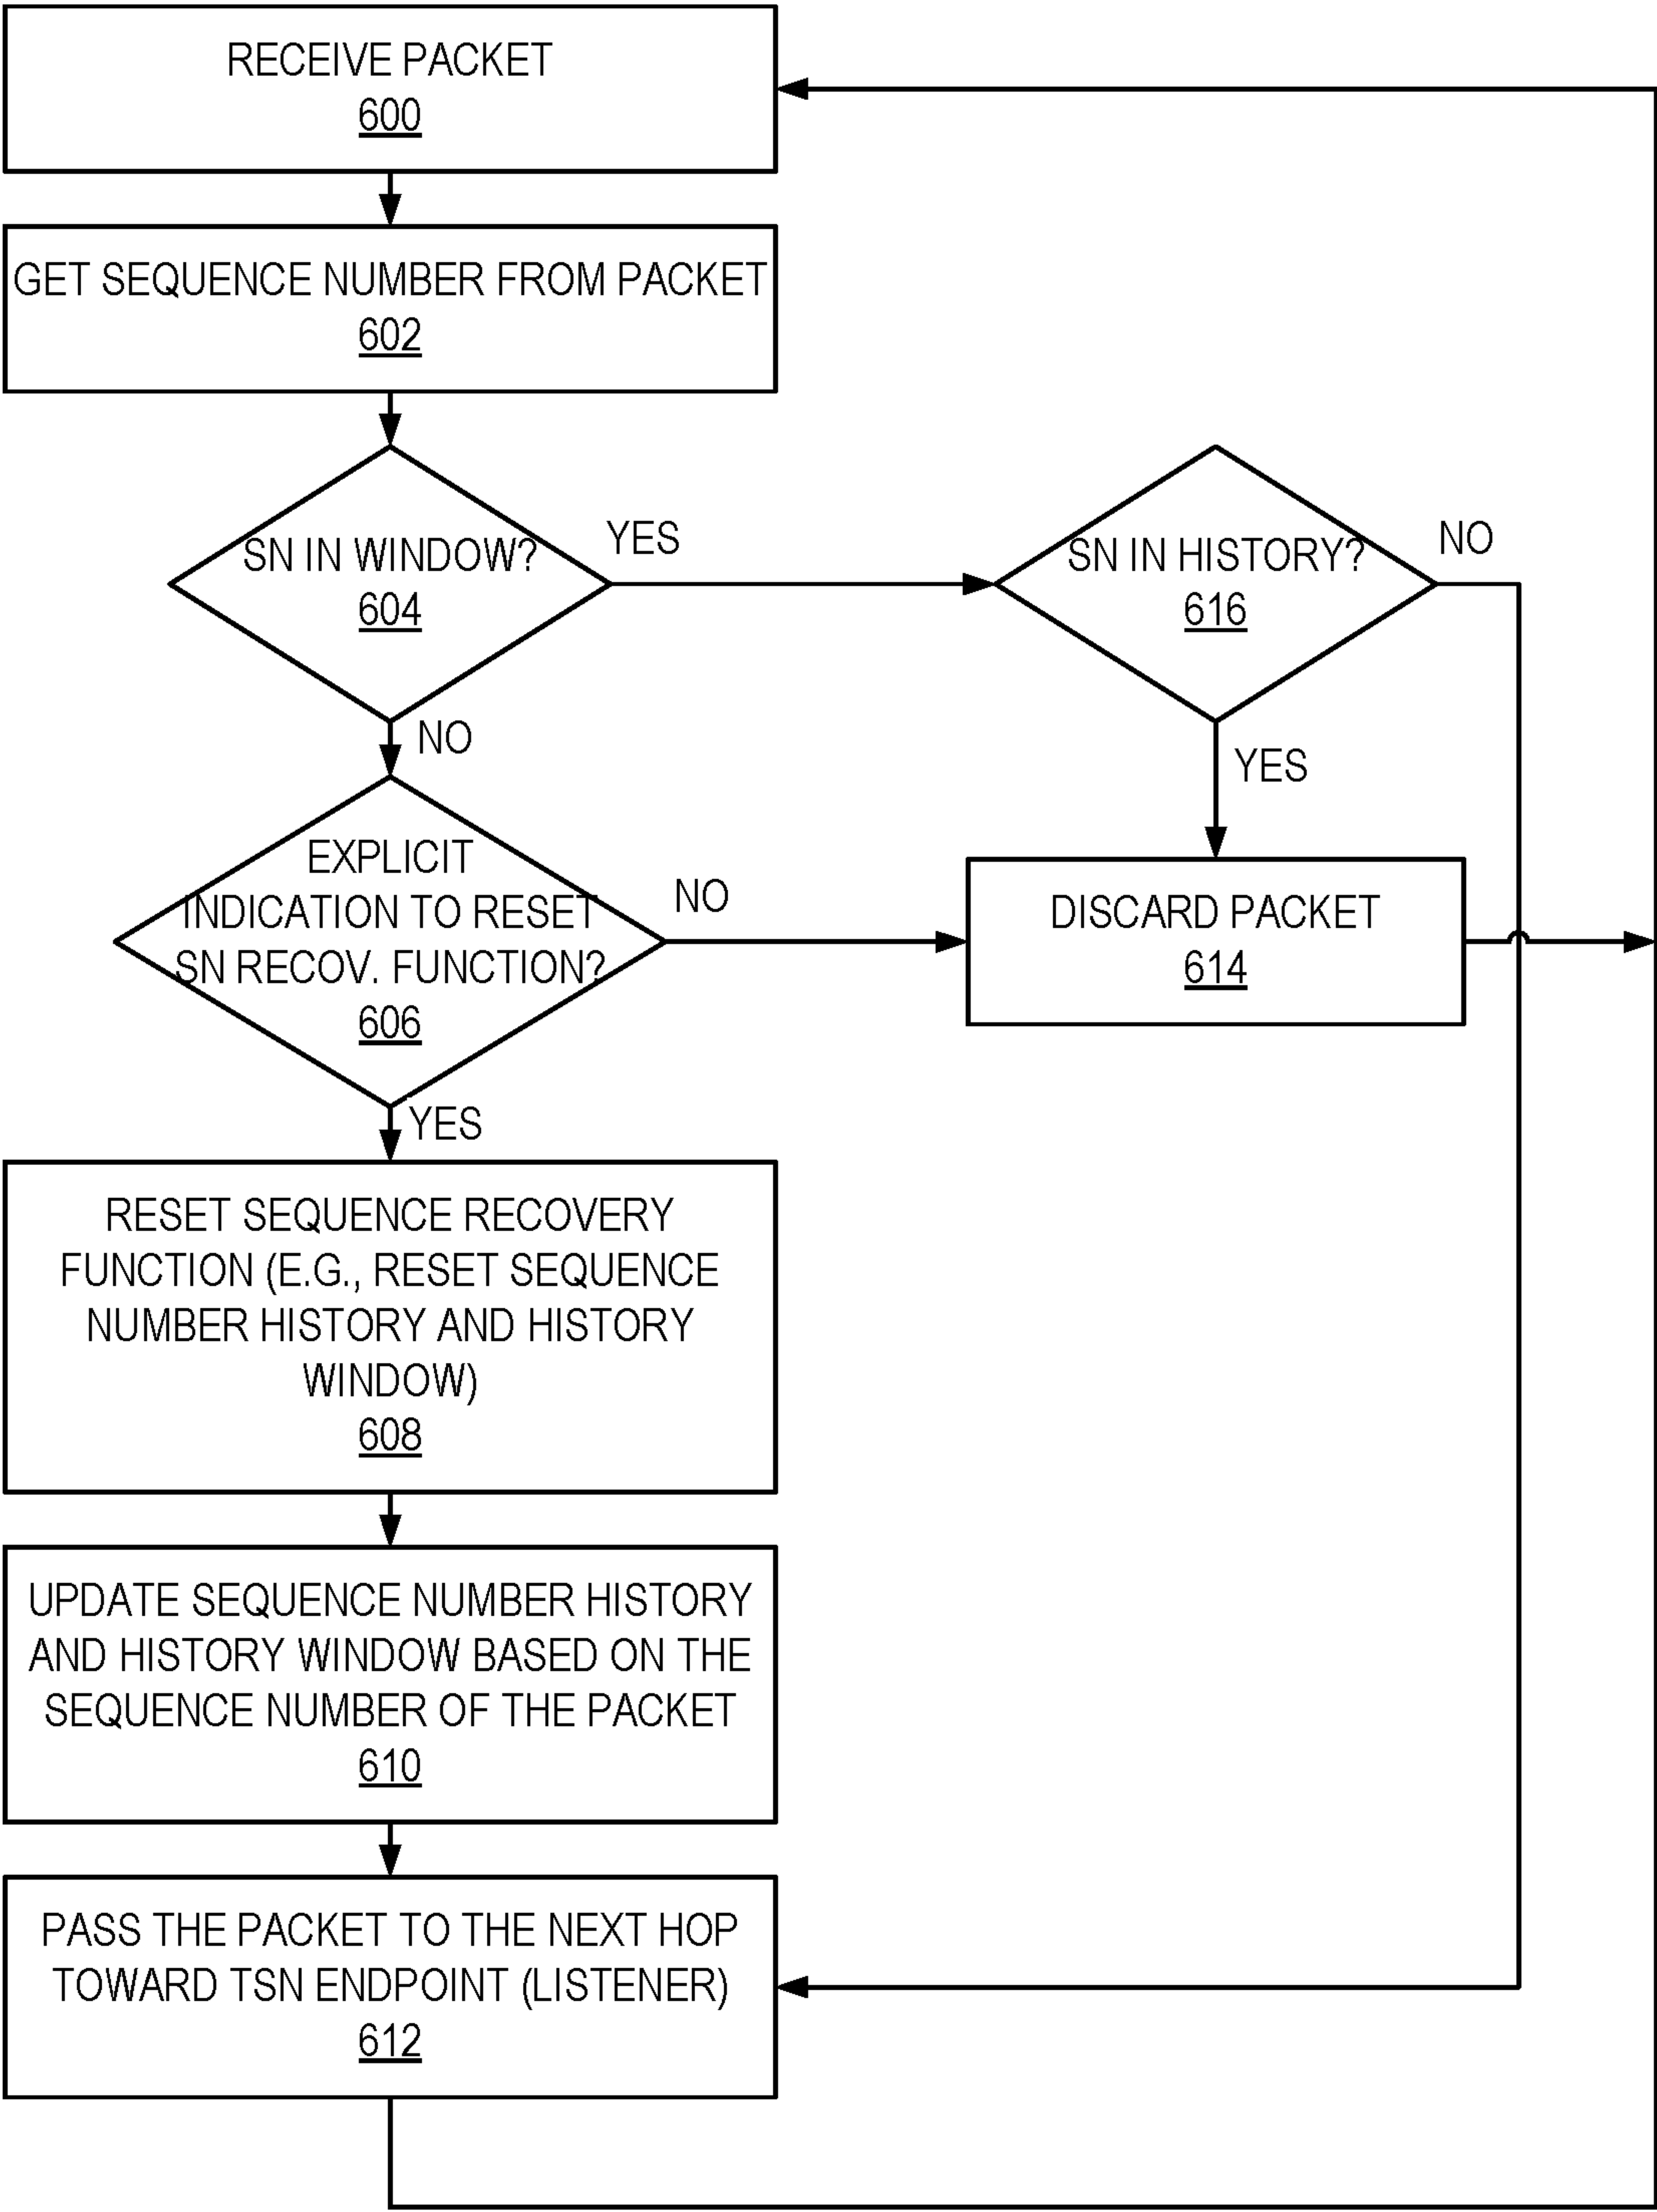 RECEIVE PACKET
600
GET SEQUENCE NUMBER FROM PACKET
602
SN IN WINDOW?
604
YES
SN IN HISTORY?
616
NO
NO
YES
EXPLICIT
INDICATION TO RESET
SN RECOV. FUNCTION?
606
NO
DISCARD PACKET
614
YES
RESET SEQUENCE RECOVERY
FUNCTION (E.G., RESET SEQUENCE
NUMBER HISTORY AND HISTORY
WINDOW)
608
UPDATE SEQUENCE NUMBER HISTORY
AND HISTORY WINDOW BASED ON THE
SEQUENCE NUMBER OF THE PACKET
610
PASS THE PACKET TO THE NEXT HOP
TOWARD TSN ENDPOINT (LISTENER)
612